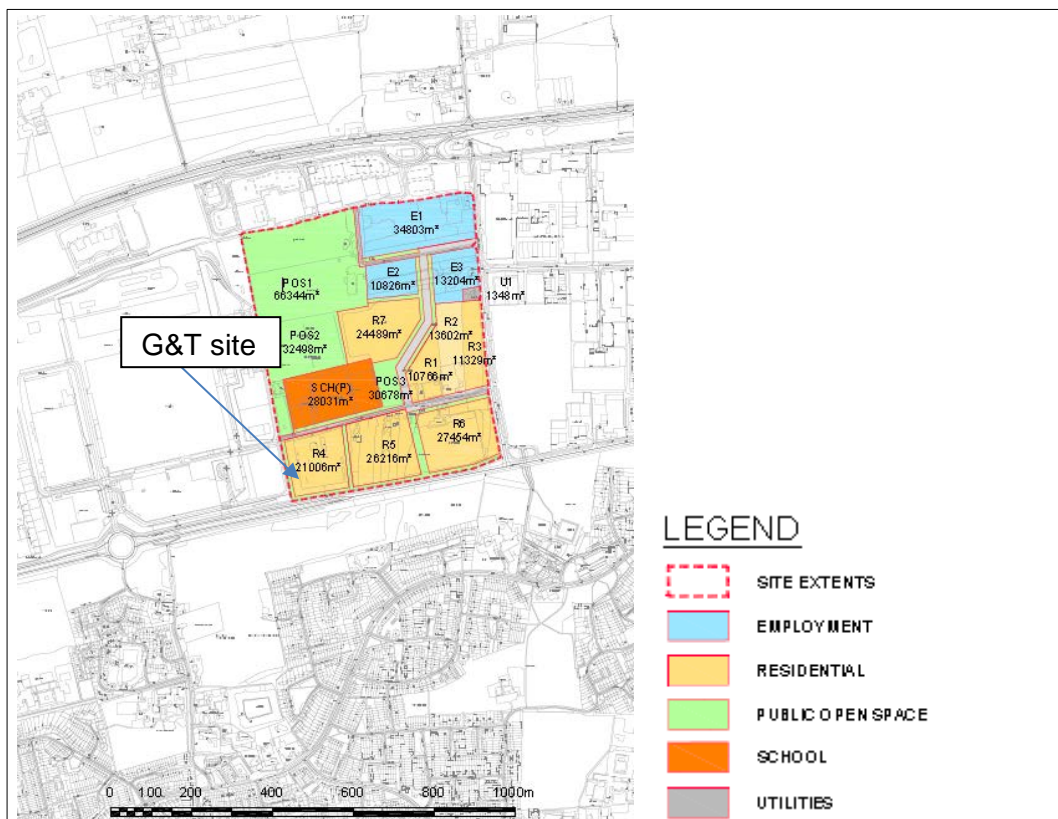 E1
34803m²
E2
10826m²
E3
13204m²
U1
1348m²
POS1
66344m²
R7
24489m²
R2
13602m²
G&T site
POS2
32498m²
R3
11329m²
R1
10766m²
SCH(P)
28031m²
POS3
30678m²
R4
21006m²
R5
26216m²
R6
27454m²
0 100 200 400 600 800 1000m
LEGEND
SITE EXTENTS
EMPLOYMENT
RESIDENTIAL
PUBLIC OPEN SPACE
SCHOOL
UTILITIES